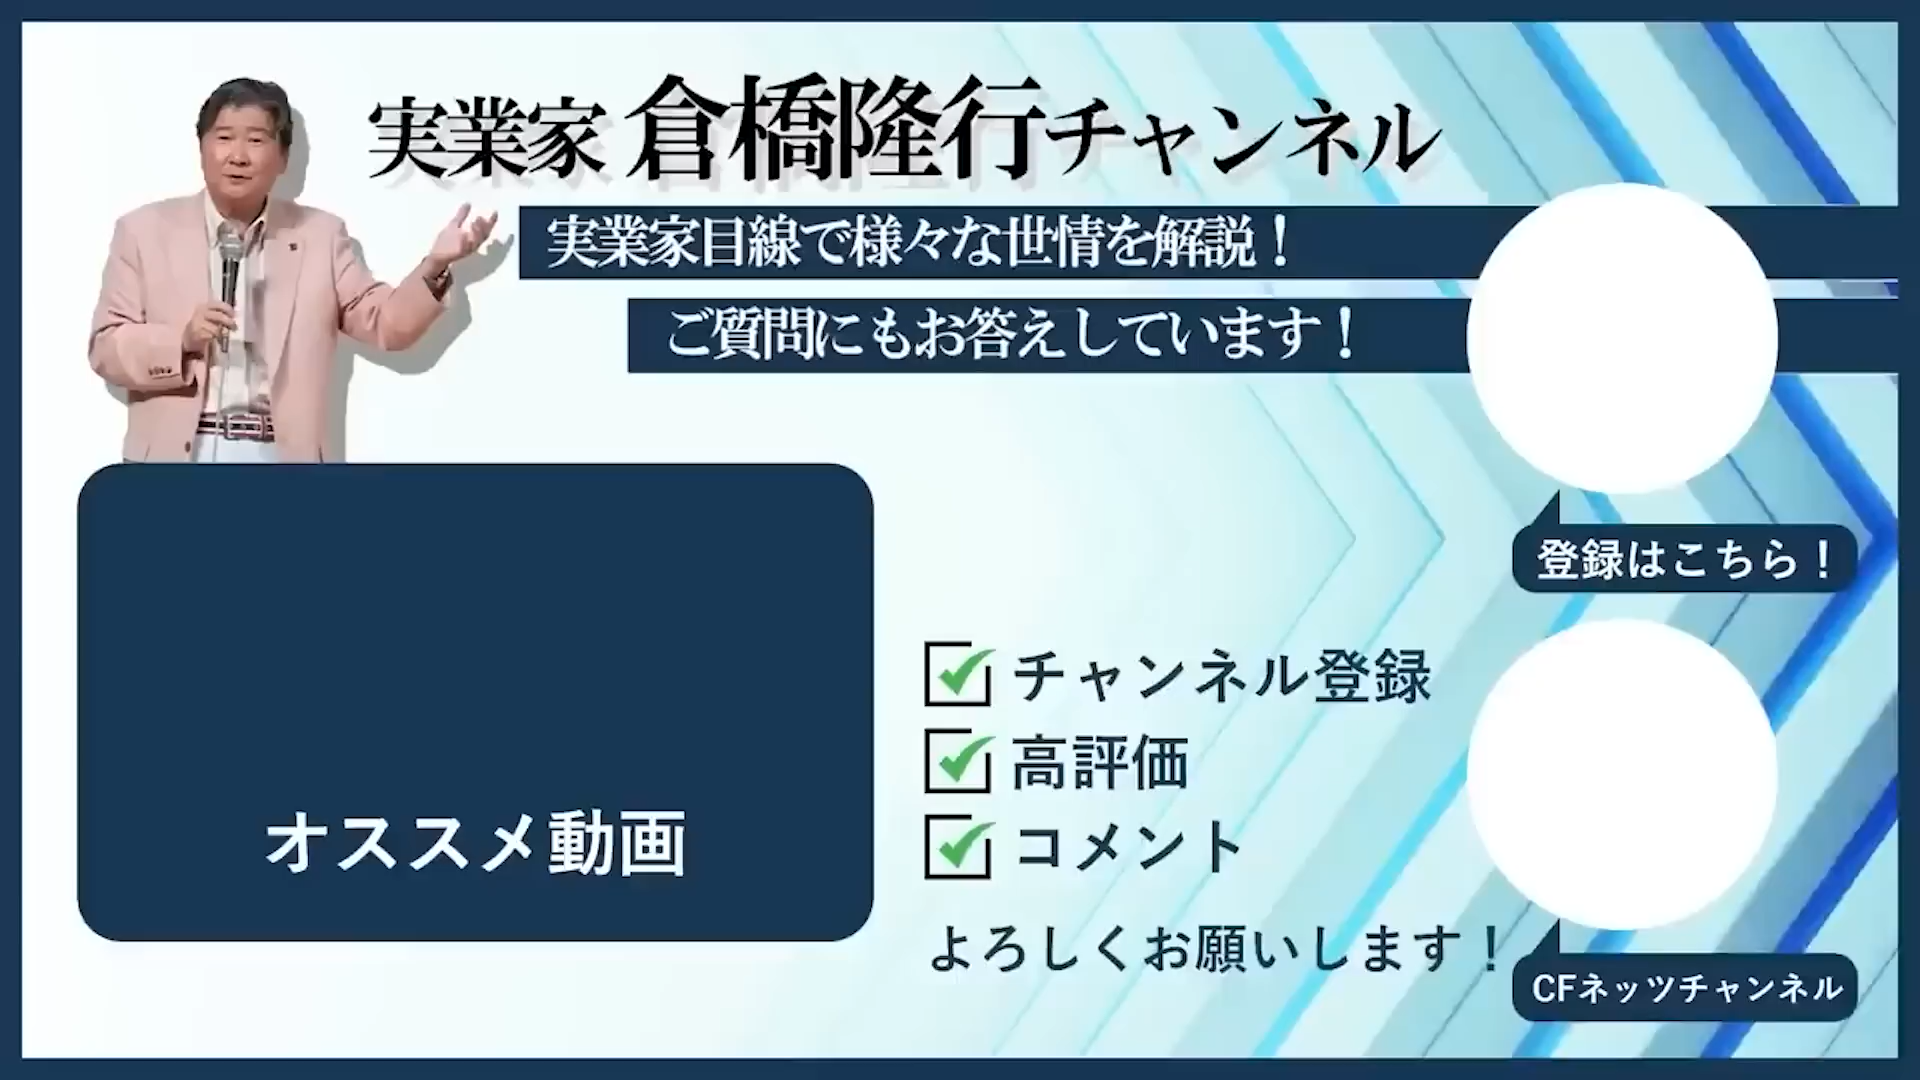 実業家 倉橋隆行チャンネル
実業家目線で様々な世情を解説！
ご質問にもお答えしています！
登録はこちら！
オススメ動画
チャンネル登録
高評価
コメント
よろしくお願いします！
CFネッツチャンネル